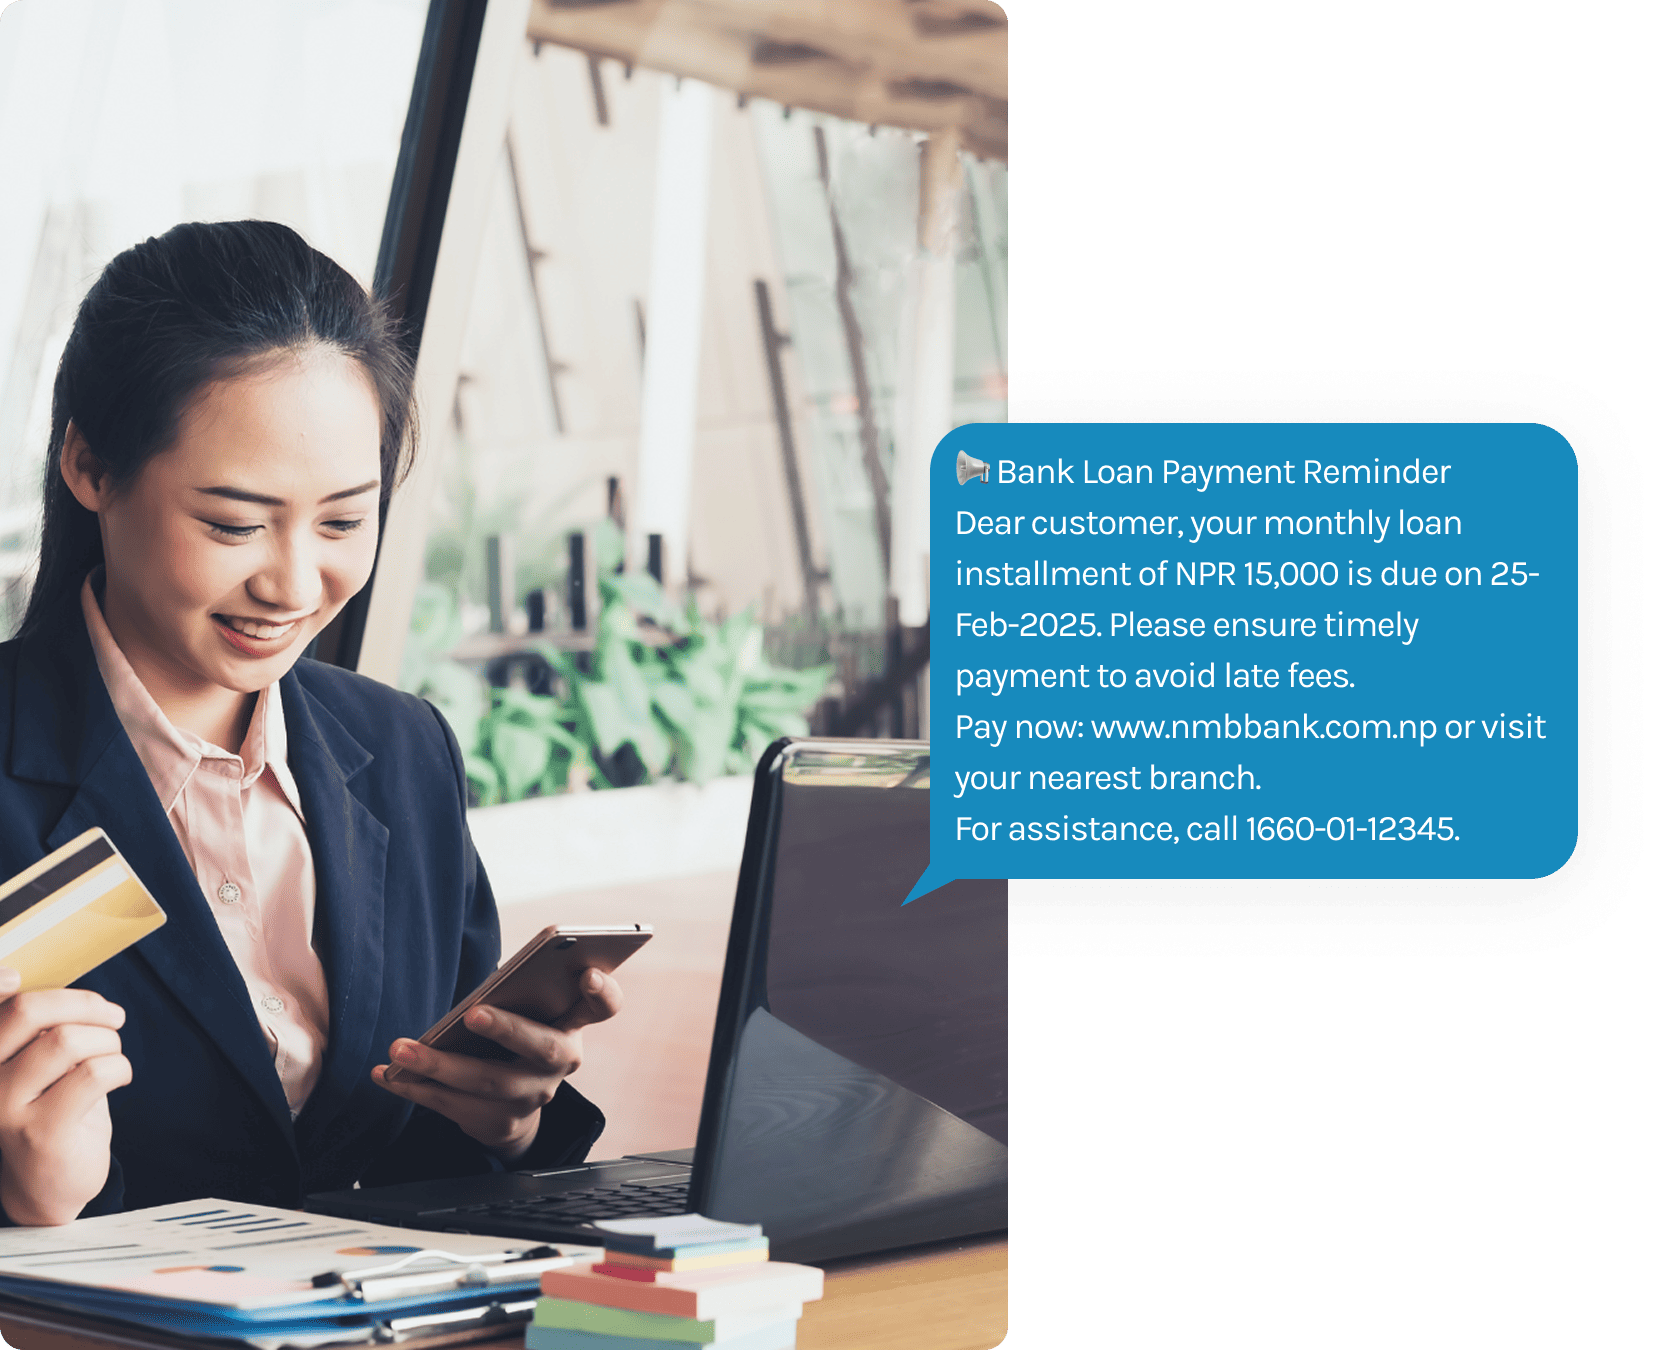 📢 Bank Loan Payment Reminder
Dear customer, your monthly loan
installment of NPR 15,000 is due on 25-
Feb-2025. Please ensure timely
payment to avoid late fees.
Pay now: www.nmbbank.com.np or visit
your nearest branch.
For assistance, call 1660-01-12345.